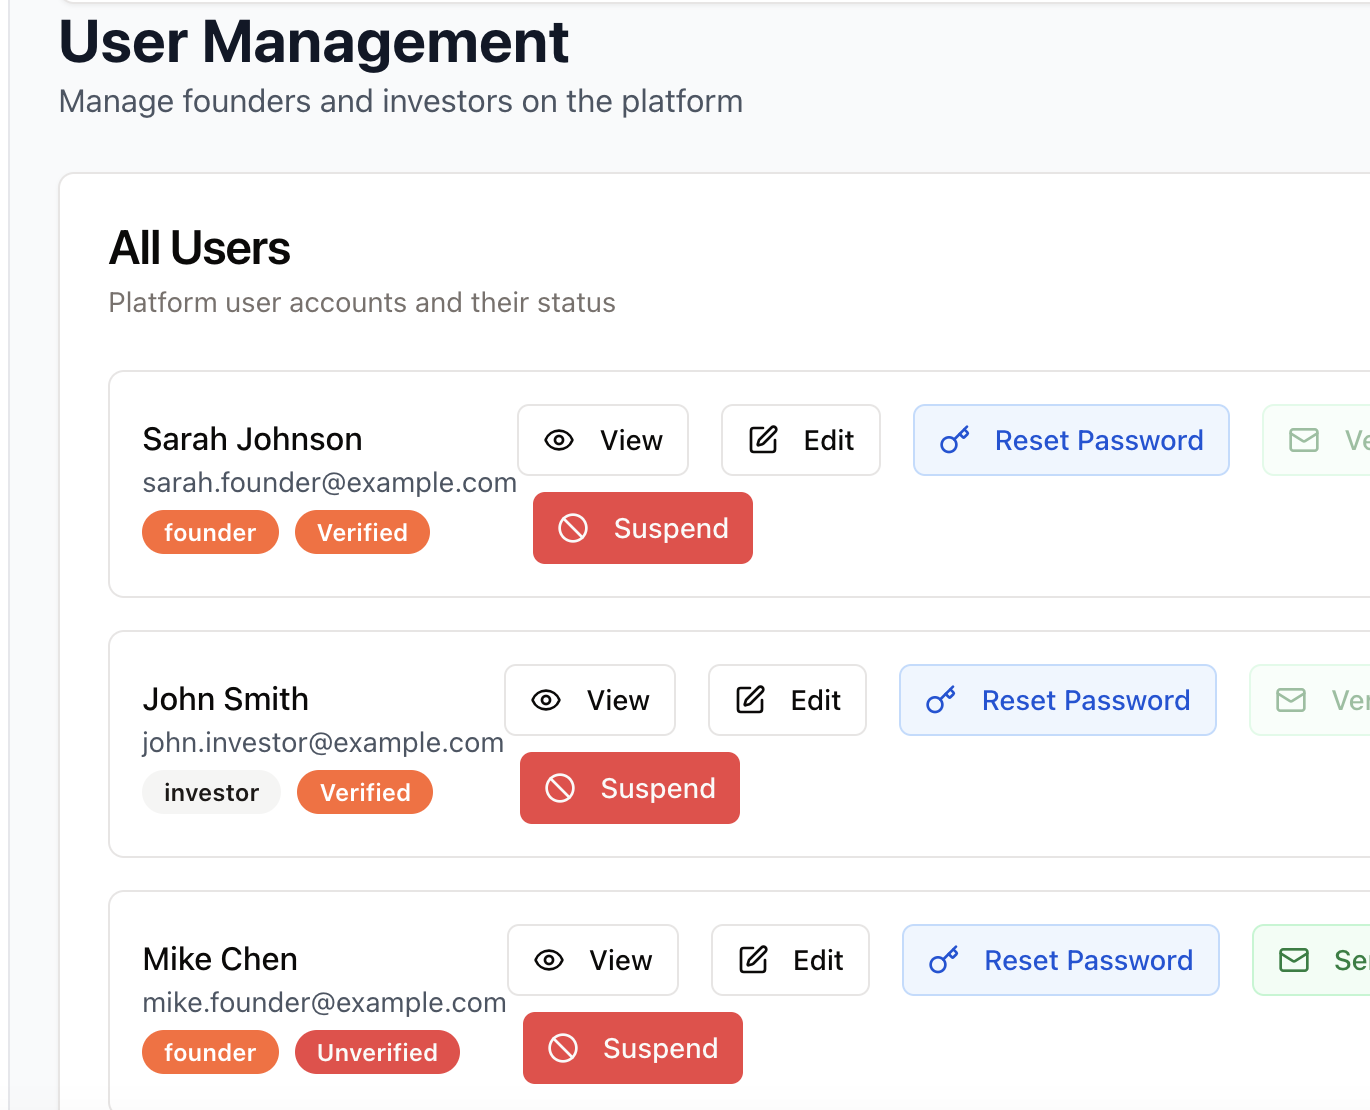 User Management
Manage founders and investors on the platform
All Users
Platform user accounts and their status
Sarah Johnson
sarah.founder@example.com
founder Verified
View Edit Reset Password Ve
Suspend
John Smith
john.investor@example.com
investor Verified
View Edit Reset Password Ver
Suspend
Mike Chen
mike.founder@example.com
founder Unverified
View Edit Reset Password Se
Suspend